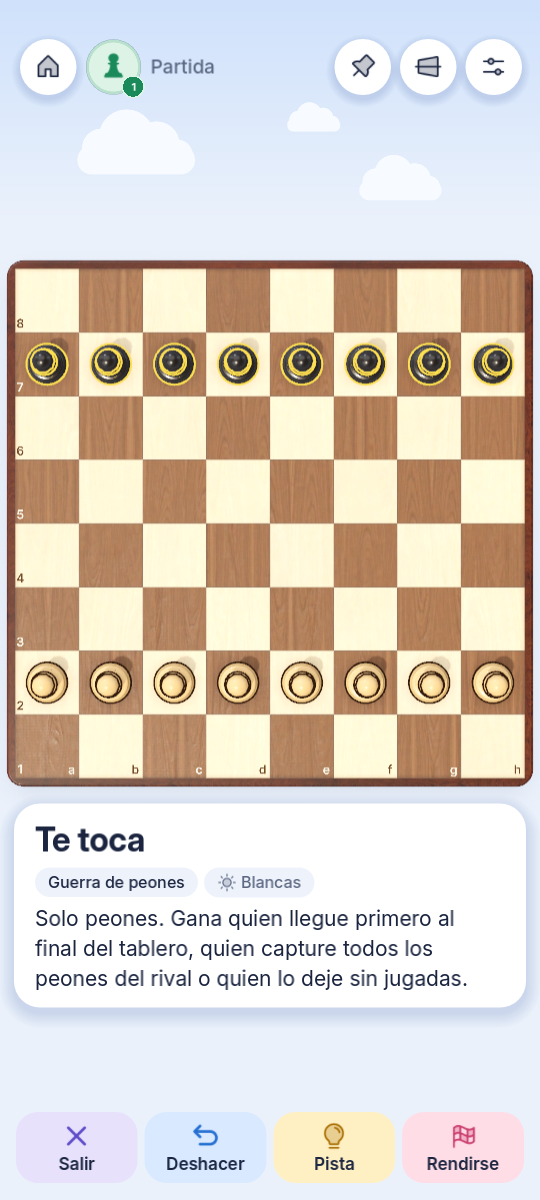 Partida
1
8
7
6
5
4
3
2
1 a b c d e f g h
Te toca
Guerra de peones
Blancas
Solo peones. Gana quien llegue primero al
final del tablero, quien capture todos los
peones del rival o quien lo deje sin jugadas.
Salir
Deshacer
Pista
Rendirse